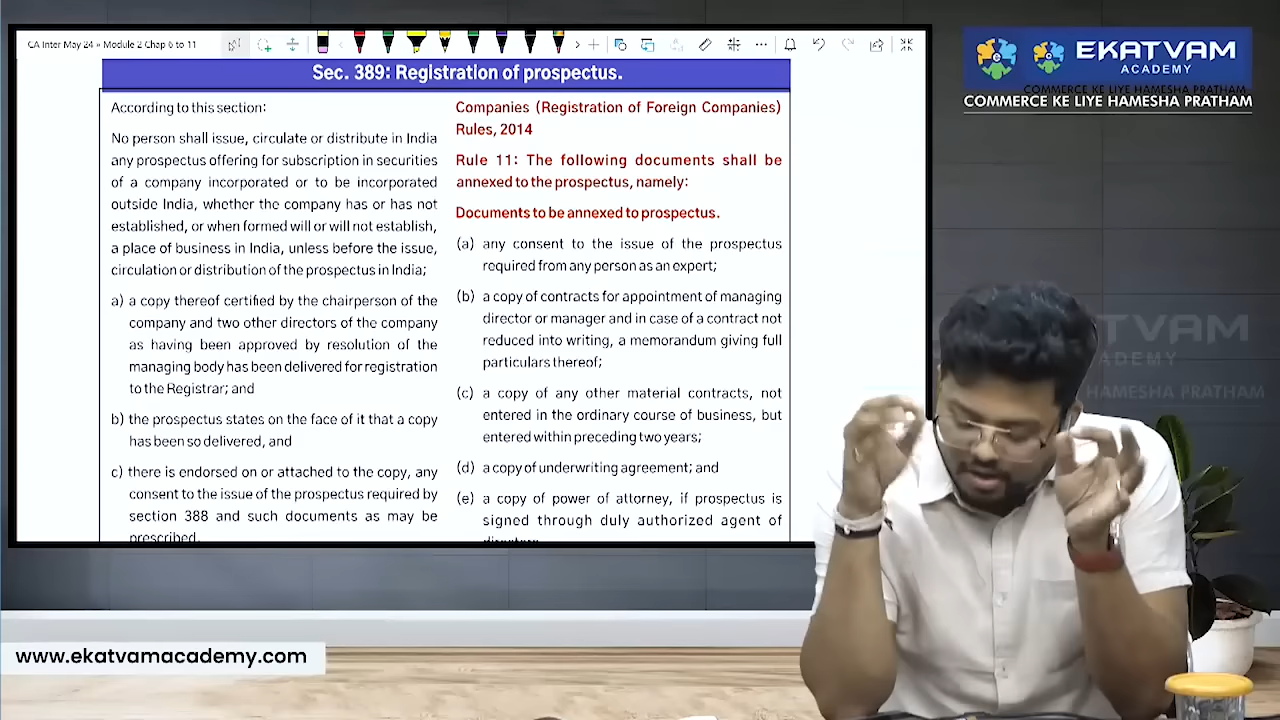 CA Inter May 24 » Module 2 Chap 6 to 11
Sec. 389: Registration of prospectus.
According to this section:
No person shall issue, circulate or distribute in India
any prospectus offering for subscription in securities
of a company incorporated or to be incorporated
outside India, whether the company has or has not
established, or when formed will or will not establish,
a place of business in India, unless before the issue,
circulation or distribution of the prospectus in India;
a) a copy thereof certified by the chairperson of the
company and two other directors of the company
as having been approved by resolution of the
managing body has been delivered for registration
to the Registrar; and
b) the prospectus states on the face of it that a copy
has been so delivered, and
c) there is endorsed on or attached to the copy, any
consent to the issue of the prospectus required by
section 388 and such documents as may be
prescribed.
Companies (Registration of Foreign Companies)
Rules, 2014
Rule 11: The following documents shall be
annexed to the prospectus, namely:
Documents to be annexed to prospectus.
(a) any consent to the issue of the prospectus
required from any person as an expert;
(b) a copy of contracts for appointment of managing
director or manager and in case of a contract not
reduced into writing, a memorandum giving full
particulars thereof;
(c) a copy of any other material contracts, not
entered in the ordinary course of business, but
entered within preceding two years;
(d) a copy of underwriting agreement; and
(e) a copy of power of attorney, if prospectus is
signed through duly authorized agent of
EKATVAM
ACADEMY
COMMERCE KE LIYE HAMESHA PRATHAM
COMMERCE KE LIYE HAMESHA PRATHAM
TVAM
ADEMY
HAMESHA PRATHAM
www.ekatvamacademy.com